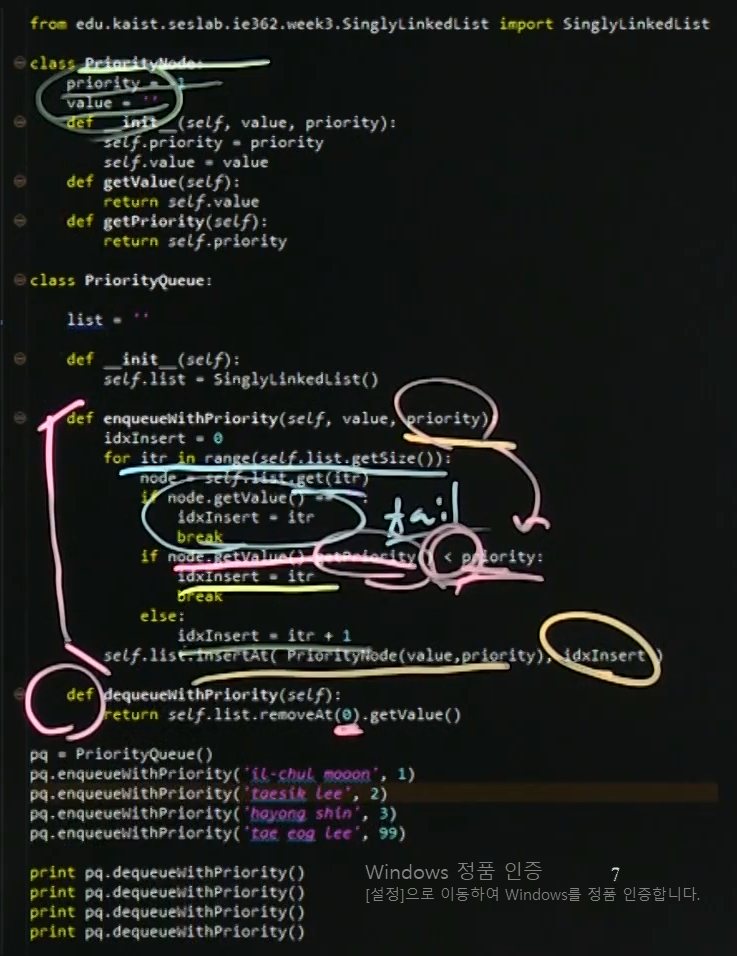 from edu.kaist.seslab.ie362.week3.SinglyLinkedList import SinglyLinkedList
class PriorityNode:
priority = 1
value = ''
def __init__(self, value, priority):
self.priority = priority
self.value = value
def getValue(self):
return self.value
def getPriority(self):
return self.priority
class PriorityQueue:
list = ''
def __init__(self):
self.list = SinglyLinkedList()
def enqueueWithPriority(self, value, priority):
idxInsert = 0
for itr in range(self.list.getSize()):
node = self.list.get(itr)
if node.getValue() == :
idxInsert = itr
tail
break
if node.getValue().getPriority() < priority:
idxInsert = itr
break
else:
idxInsert = itr + 1
self.list.insertAt( PriorityNode(value,priority), idxInsert )
def dequeueWithPriority(self):
return self.list.removeAt(0).getValue()
pq = PriorityQueue()
pq.enqueueWithPriority('il-chul mooon', 1)
pq.enqueueWithPriority('taesik lee', 2)
pq.enqueueWithPriority('hayong shin', 3)
pq.enqueueWithPriority('tae eog lee', 99)
print pq.dequeueWithPriority()
print pq.dequeueWithPriority()
print pq.dequeueWithPriority()
print pq.dequeueWithPriority()
Windows 정품 인증 7
[설정]으로 이동하여 Windows를 정품 인증합니다.